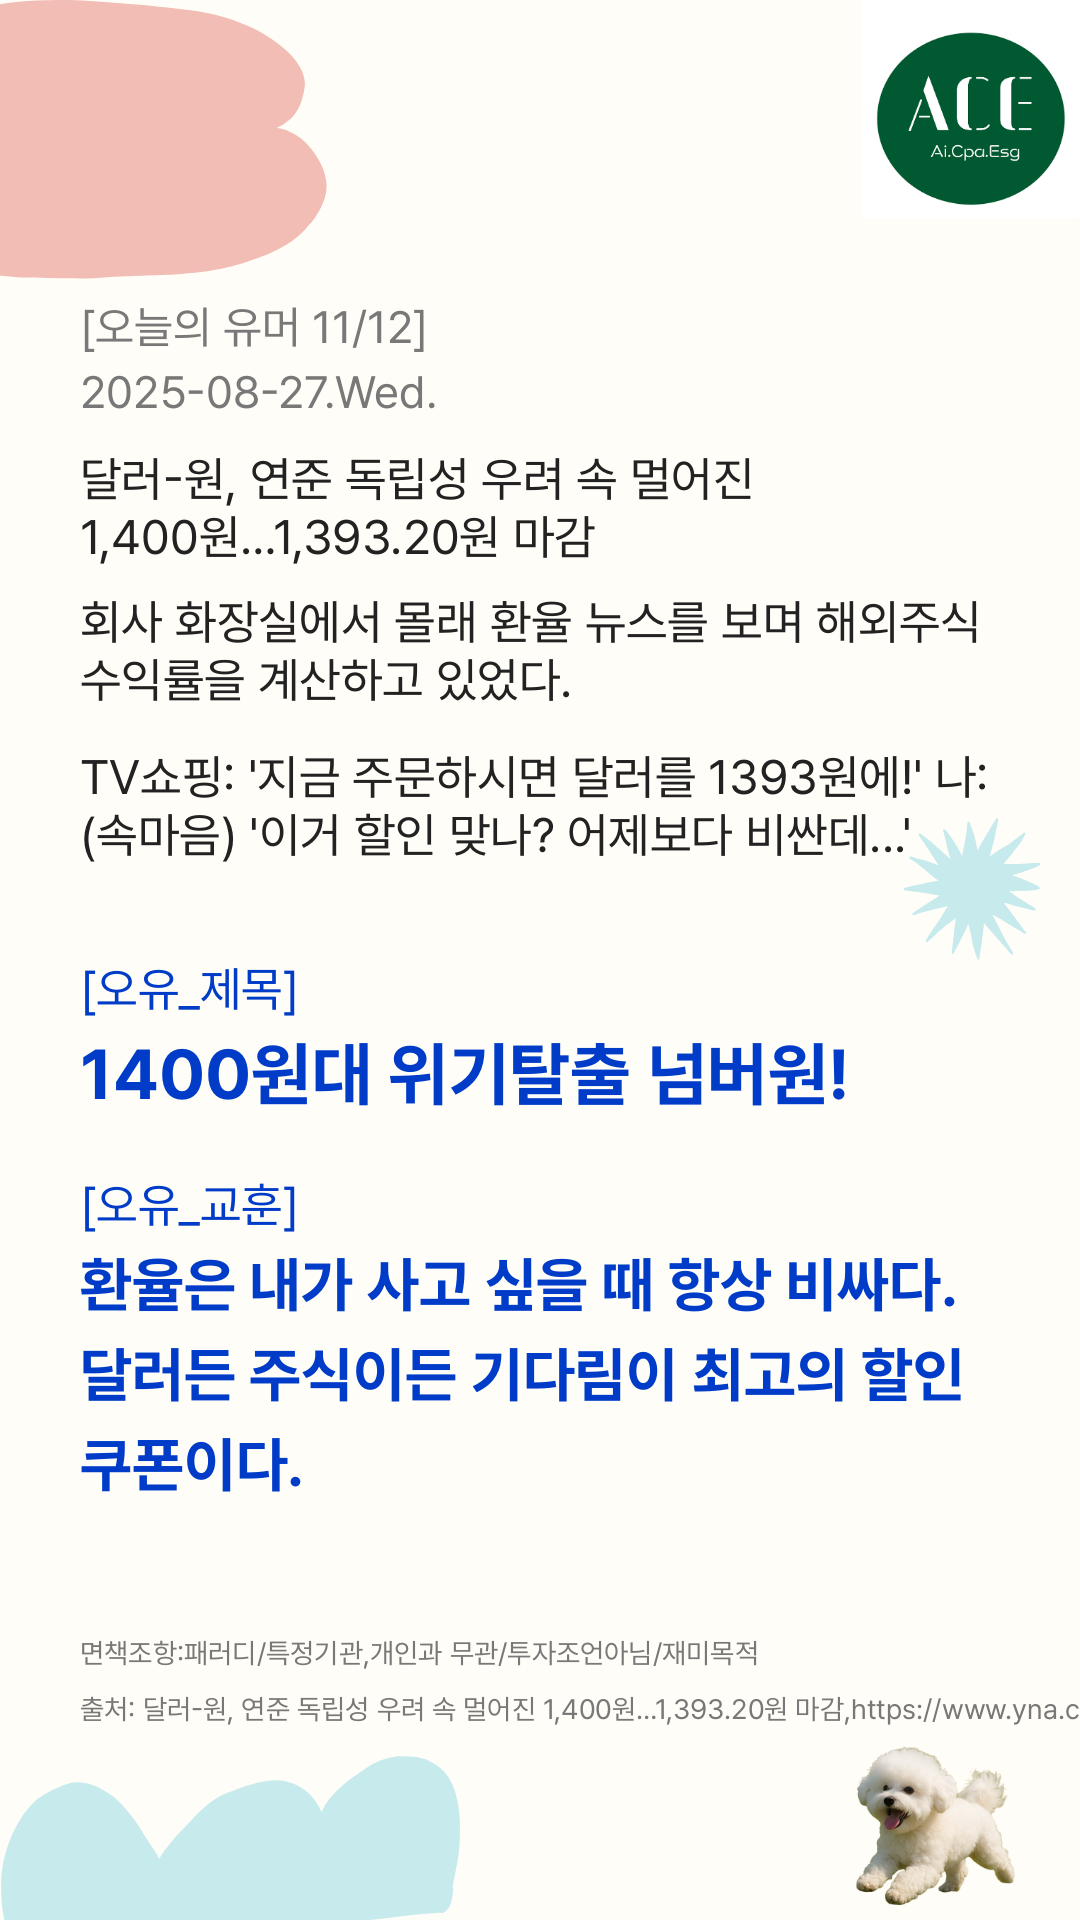 ACE
Ai.Cpa.Esg
[오늘의 유머 11/12]
2025-08-27.Wed.
달러-원, 연준 독립성 우려 속 멀어진
1,400원...1,393.20원 마감
회사 화장실에서 몰래 환율 뉴스를 보며 해외주식
수익률을 계산하고 있었다.
TV쇼핑: '지금 주문하시면 달러를 1393원에!' 나:
(속마음) '이거 할인 맞나? 어제보다 비싼데...'
[오유_제목]
1400원대 위기탈출 넘버원!
[오유_교훈]
환율은 내가 사고 싶을 때 항상 비싸다.
달러든 주식이든 기다림이 최고의 할인
쿠폰이다.
면책조항:패러디/특정기관,개인과 무관/투자조언아님/재미목적
출처: 달러-원, 연준 독립성 우려 속 멀어진 1,400원...1,393.20원 마감,https://www.yna.c